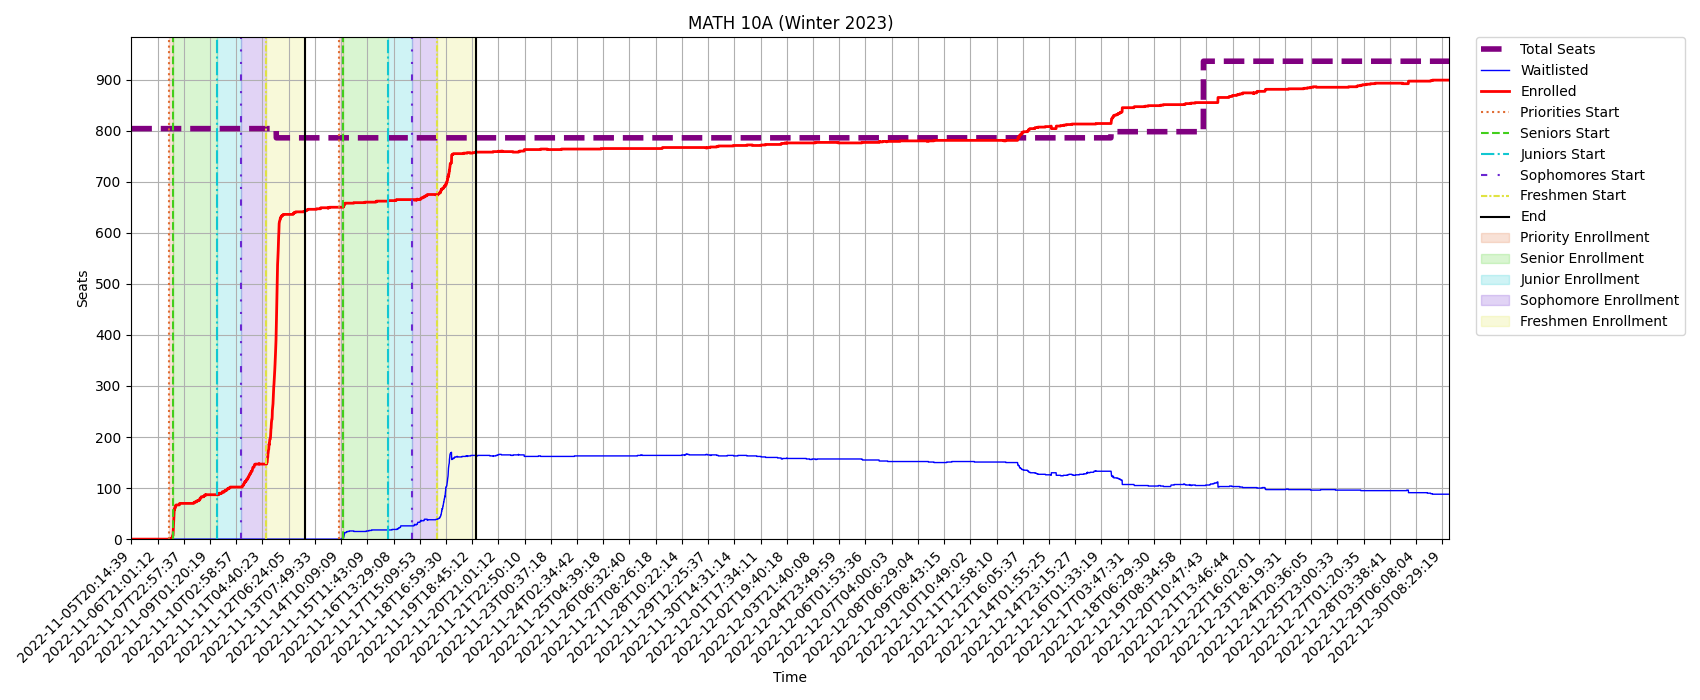 MATH 10A (Winter 2023)
Seats
900
800
700
600
500
400
300
200
100
0
2022-11-05T20:14:39
2022-11-06T21:01:12
2022-11-07T22:57:37
2022-11-09T01:20:19
2022-11-10T02:58:57
2022-11-11T04:40:23
2022-11-12T06:24:05
2022-11-13T07:49:33
2022-11-14T10:09:09
2022-11-15T11:43:09
2022-11-16T13:29:08
2022-11-17T15:09:53
2022-11-18T16:59:30
2022-11-19T18:45:12
2022-11-20T21:01:12
2022-11-21T22:50:10
2022-11-23T00:37:18
2022-11-24T02:34:42
2022-11-25T04:39:18
2022-11-26T06:32:40
2022-11-27T08:26:18
2022-11-28T10:22:14
2022-11-29T12:25:37
2022-11-30T14:31:14
2022-12-01T17:34:11
2022-12-02T19:40:18
2022-12-03T21:40:08
2022-12-04T23:49:59
2022-12-06T01:53:36
2022-12-07T04:00:03
2022-12-08T06:29:04
2022-12-09T08:43:15
2022-12-10T10:49:02
2022-12-11T12:58:10
2022-12-12T16:05:37
2022-12-14T01:55:25
2022-12-14T23:15:27
2022-12-16T01:33:19
2022-12-17T03:47:31
2022-12-18T06:29:30
2022-12-19T08:34:58
2022-12-20T10:47:43
2022-12-21T13:46:44
2022-12-22T16:02:01
2022-12-23T18:19:31
2022-12-24T20:36:05
2022-12-25T23:00:33
2022-12-27T01:20:35
2022-12-28T03:38:41
2022-12-29T06:08:04
2022-12-30T08:29:19
Time
Total Seats
Waitlisted
Enrolled
Priorities Start
Seniors Start
Juniors Start
Sophomores Start
Freshmen Start
End
Priority Enrollment
Senior Enrollment
Junior Enrollment
Sophomore Enrollment
Freshmen Enrollment